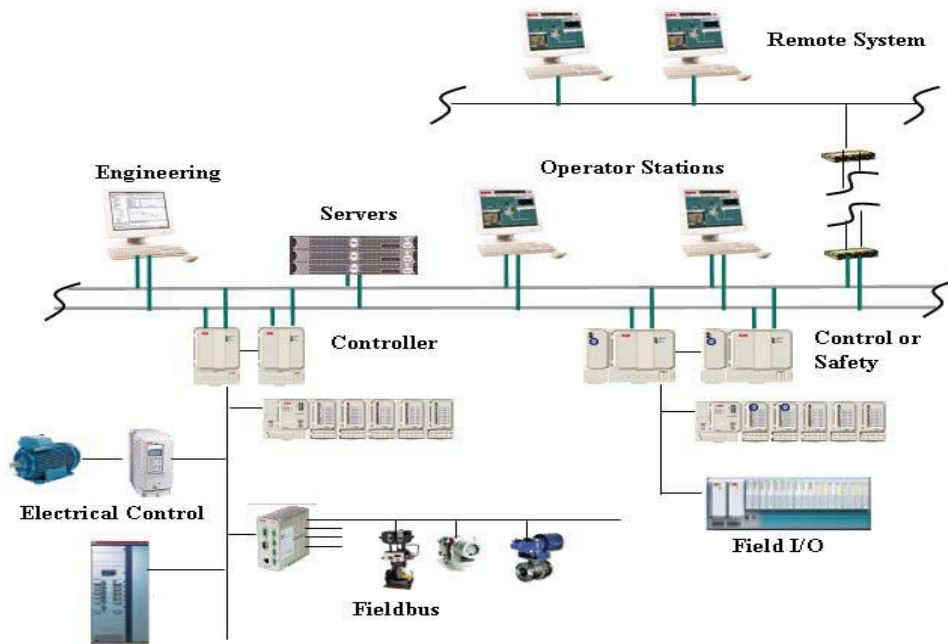 Remote System
Engineering
Operator Stations
Servers
Controller
Control or
Safety
Electrical Control
Field I/O
Fieldbus